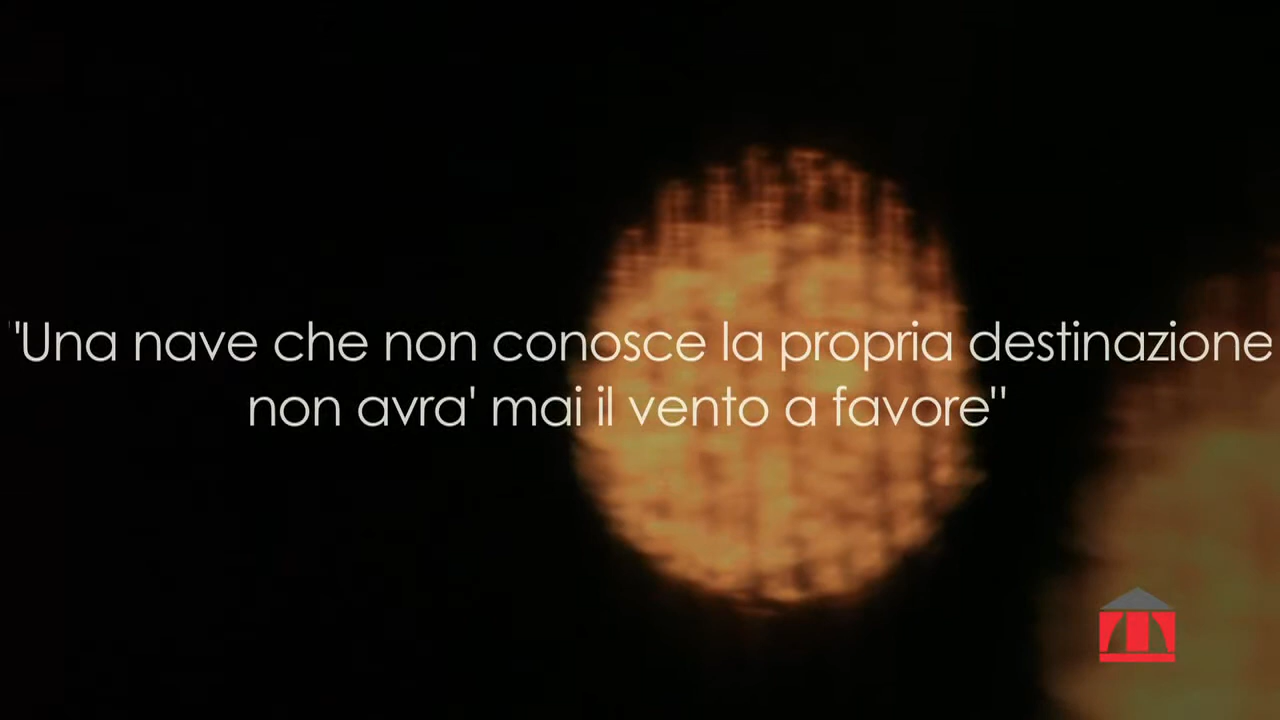 "Una nave che non conosce la propria destinazione
non avra' mai il vento a favore"